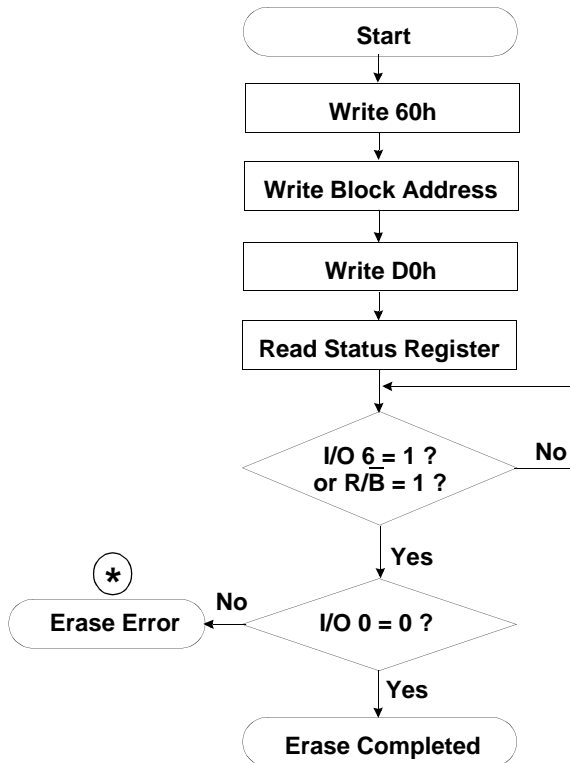 Start
Write 60h
Write Block Address
Write D0h
Read Status Register
I/O 6 = 1 ?
or R/B̅ = 1 ?
No
Yes
*
No
Erase Error
I/O 0 = 0 ?
Yes
Erase Completed